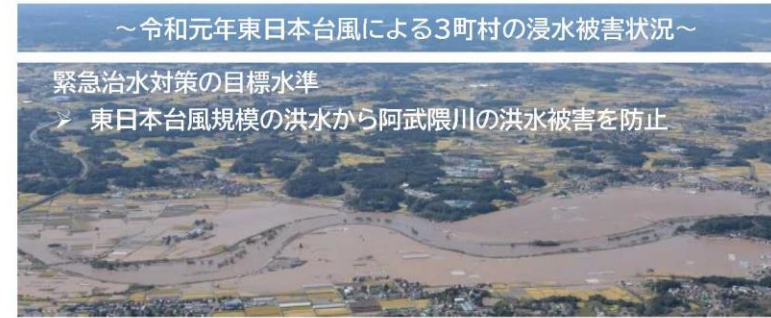 ～令和元年東日本台風による3町村の浸水被害状況～
緊急治水対策の目標水準
➢ 東日本台風規模の洪水から阿武隈川の洪水被害を防止